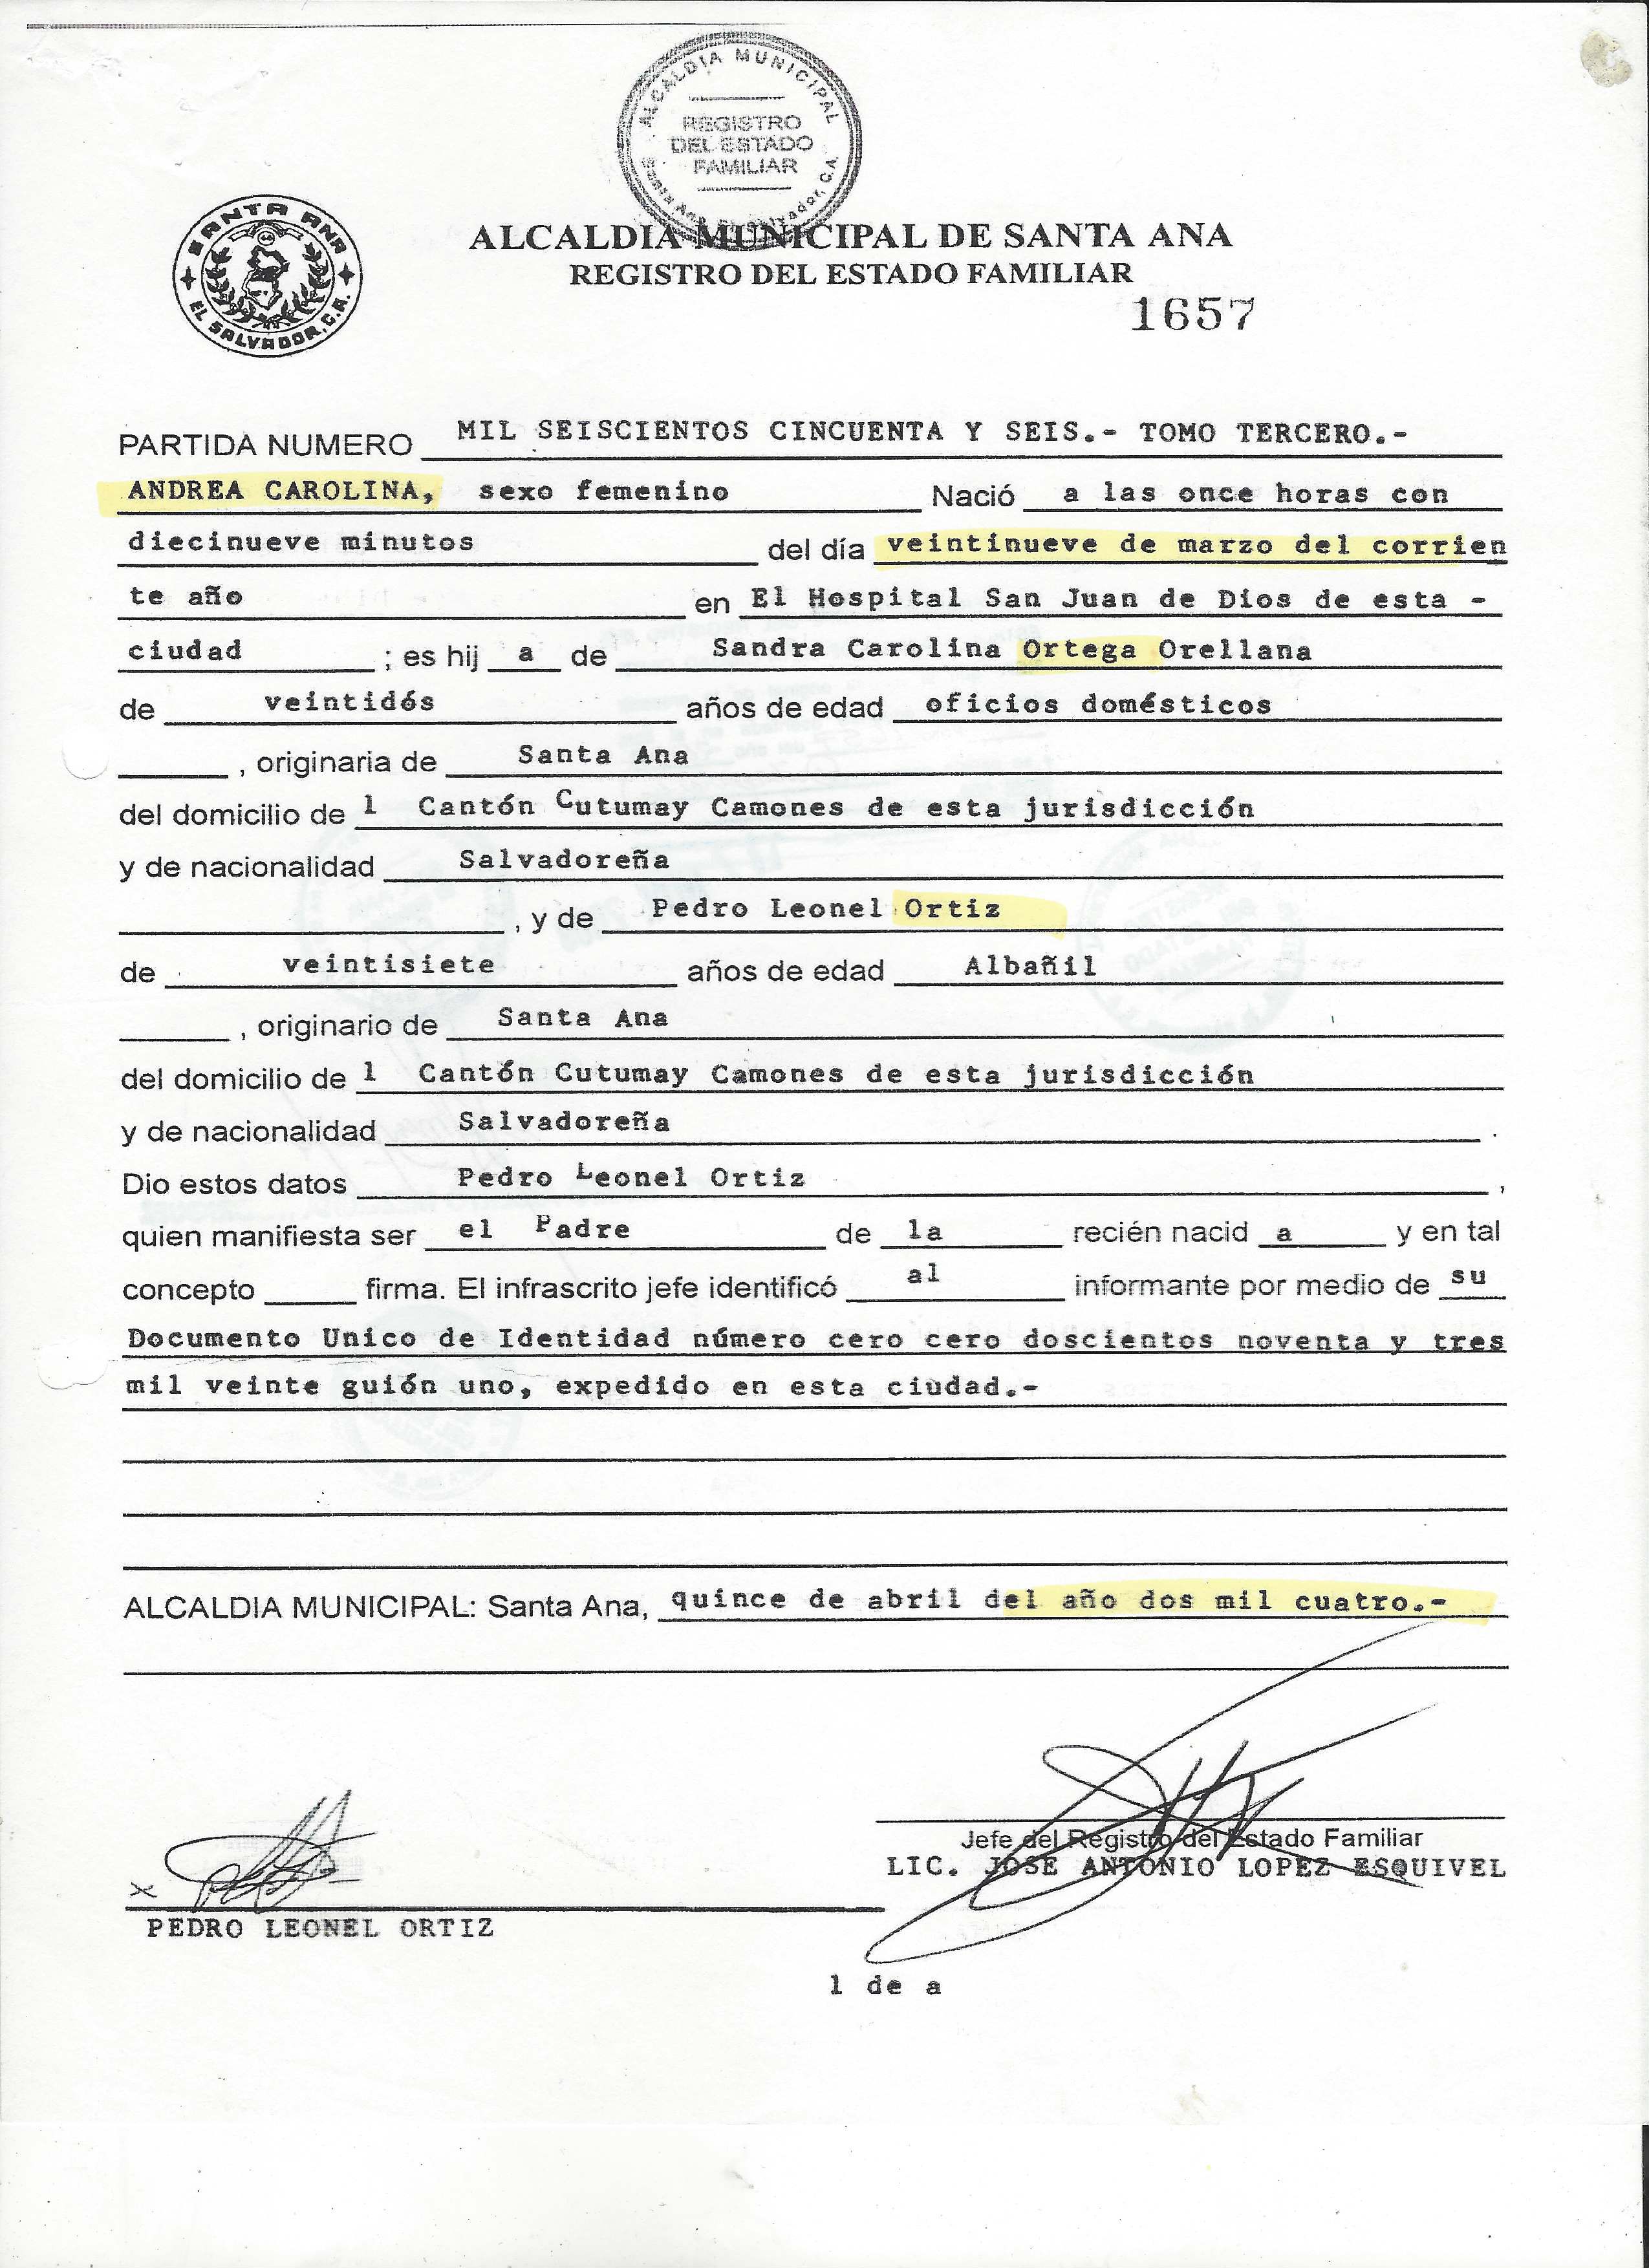 ALCALDIA MUNICIPAL
REGISTRO
DEL ESTADO
FAMILIAR
Santa Ana, El Salvador, C.A.
SANTA ANA
EL SALVADOR, C.A.
ALCALDIA MUNICIPAL DE SANTA ANA
REGISTRO DEL ESTADO FAMILIAR
1657
PARTIDA NUMERO MIL SEISCIENTOS CINCUENTA Y SEIS.- TOMO TERCERO.-
ANDREA CAROLINA, sexo femenino Nació a las once horas con
diecinueve minutos del día veintinueve de marzo del corrien
te año en El Hospital San Juan de Dios de esta -
ciudad ; es hij a de Sandra Carolina Ortega Orellana
de veintidós años de edad oficios domésticos
, originaria de Santa Ana
del domicilio de l Cantón Cutumay Camones de esta jurisdicción
y de nacionalidad Salvadoreña
, y de Pedro Leonel Ortiz
de veintisiete años de edad Albañil
, originario de Santa Ana
del domicilio de l Cantón Cutumay Camones de esta jurisdicción
y de nacionalidad Salvadoreña .
Dio estos datos Pedro Leonel Ortiz ,
quien manifiesta ser el Padre de la recién nacid a y en tal
concepto firma. El infrascrito jefe identificó al informante por medio de su
Documento Unico de Identidad número cero cero doscientos noventa y tres
mil veinte guión uno, expedido en esta ciudad.-
ALCALDIA MUNICIPAL: Santa Ana, quince de abril del año dos mil cuatro.-
Jefe del Registro del Estado Familiar
LIC. JOSE ANTONIO LOPEZ ESQUIVEL
x
PEDRO LEONEL ORTIZ
l de a